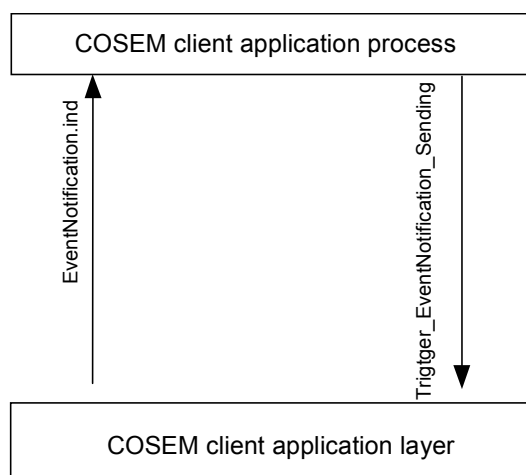 COSEM client application process
EventNotification.ind
Trigtger_EventNotification_Sending
COSEM client application layer